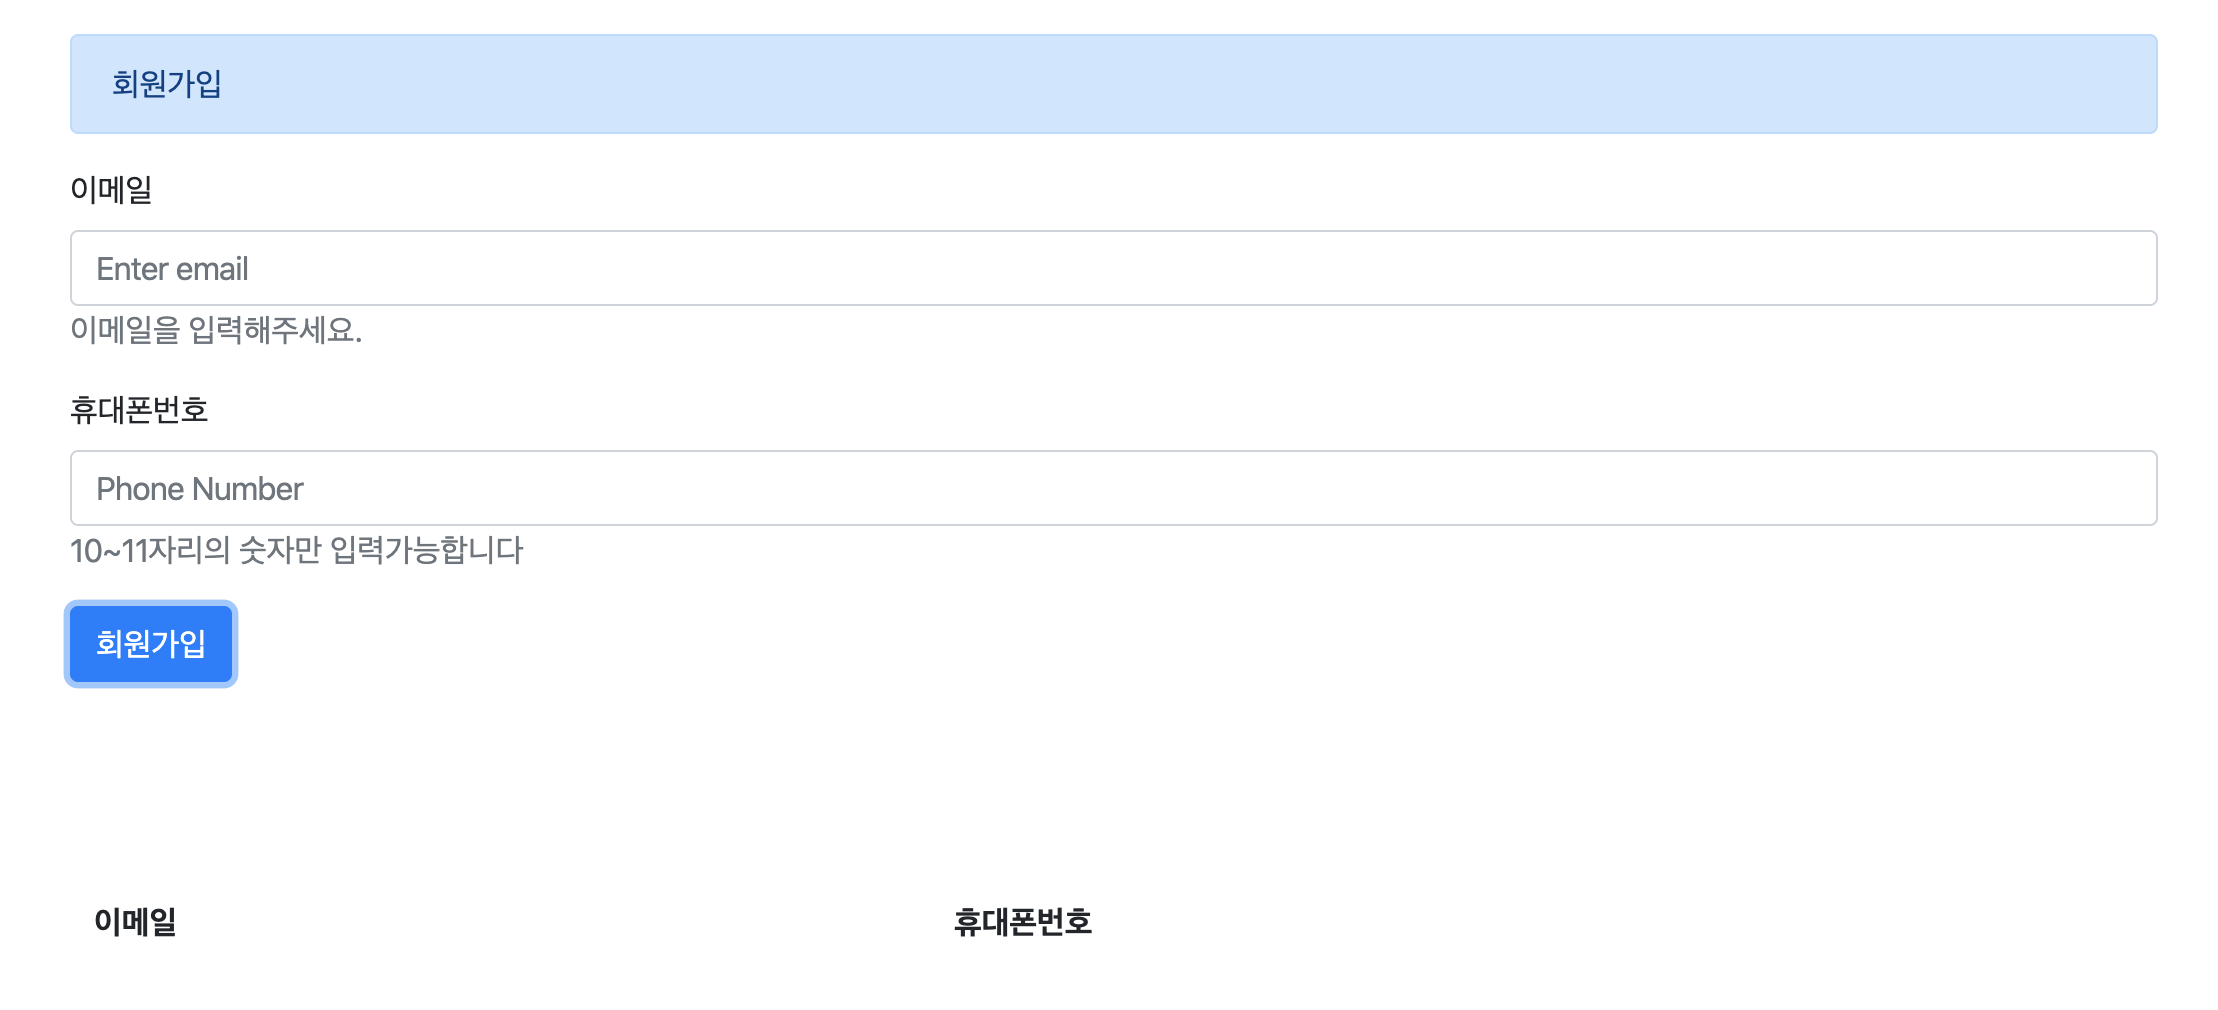 회원가입
이메일
Enter email
이메일을 입력해주세요.
휴대폰번호
Phone Number
10~11자리의 숫자만 입력가능합니다
회원가입
이메일 휴대폰번호